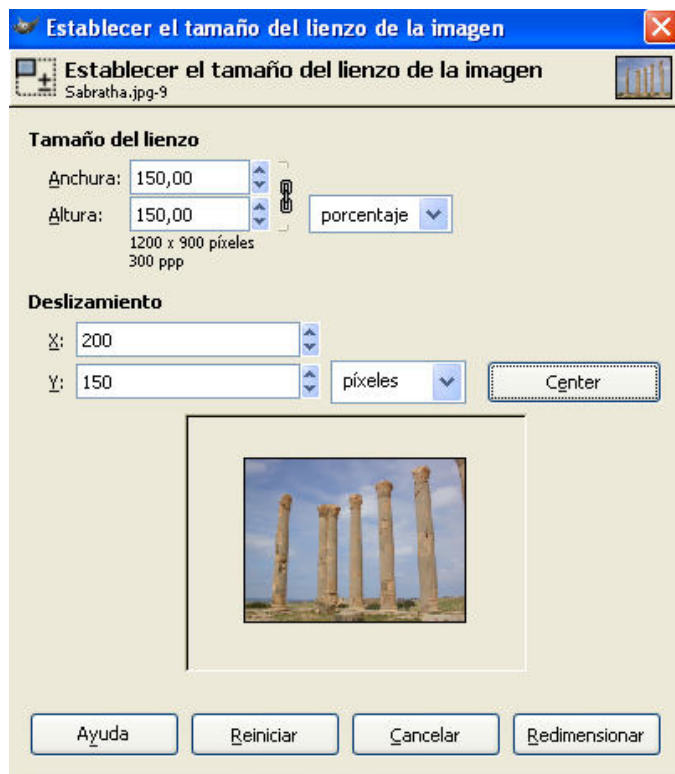 Establecer el tamaño del lienzo de la imagen
Establecer el tamaño del lienzo de la imagen
Sabratha.jpg-9
Tamaño del lienzo
Anchura: 150,00
Altura: 150,00 porcentaje
1200 x 900 píxeles
300 ppp
Deslizamiento
X: 200
Y: 150 píxeles Center
Ayuda Reiniciar Cancelar Redimensionar